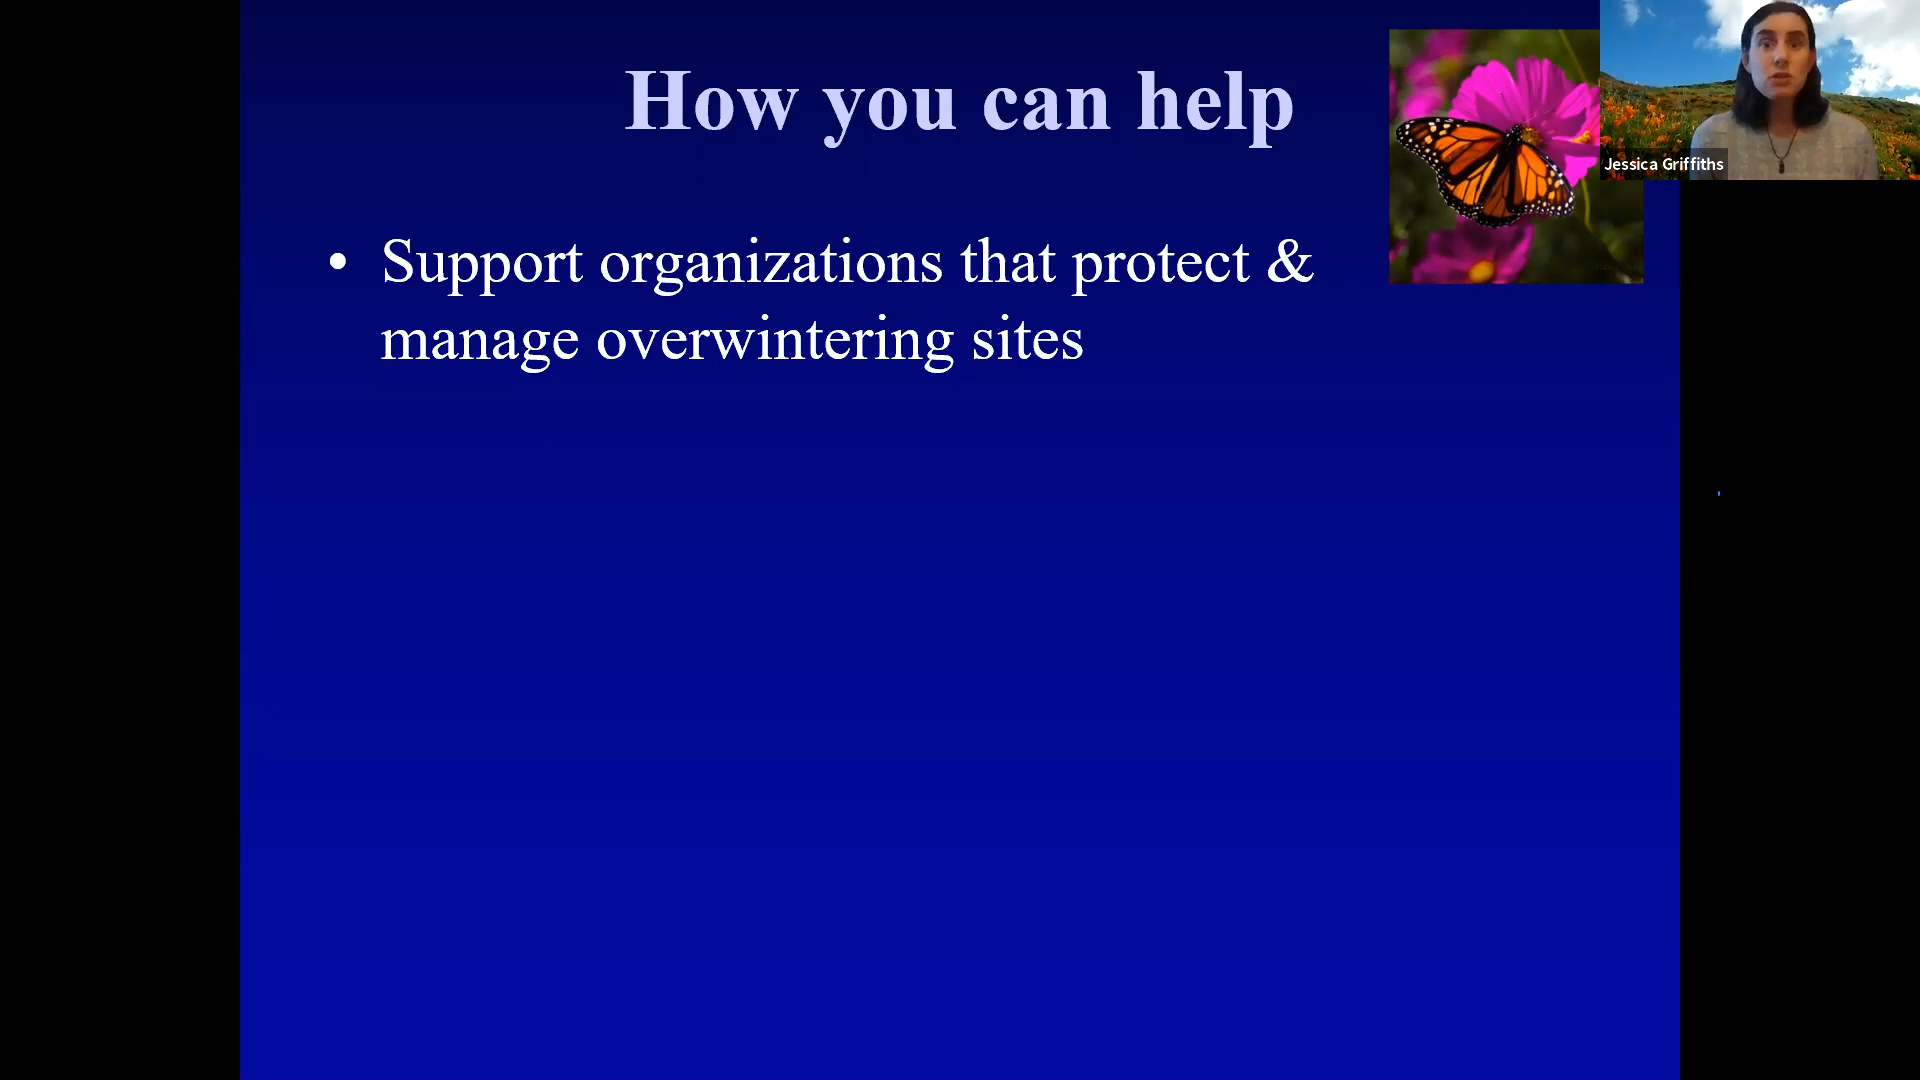 How you can help
Jessica Griffiths
• Support organizations that protect &
manage overwintering sites